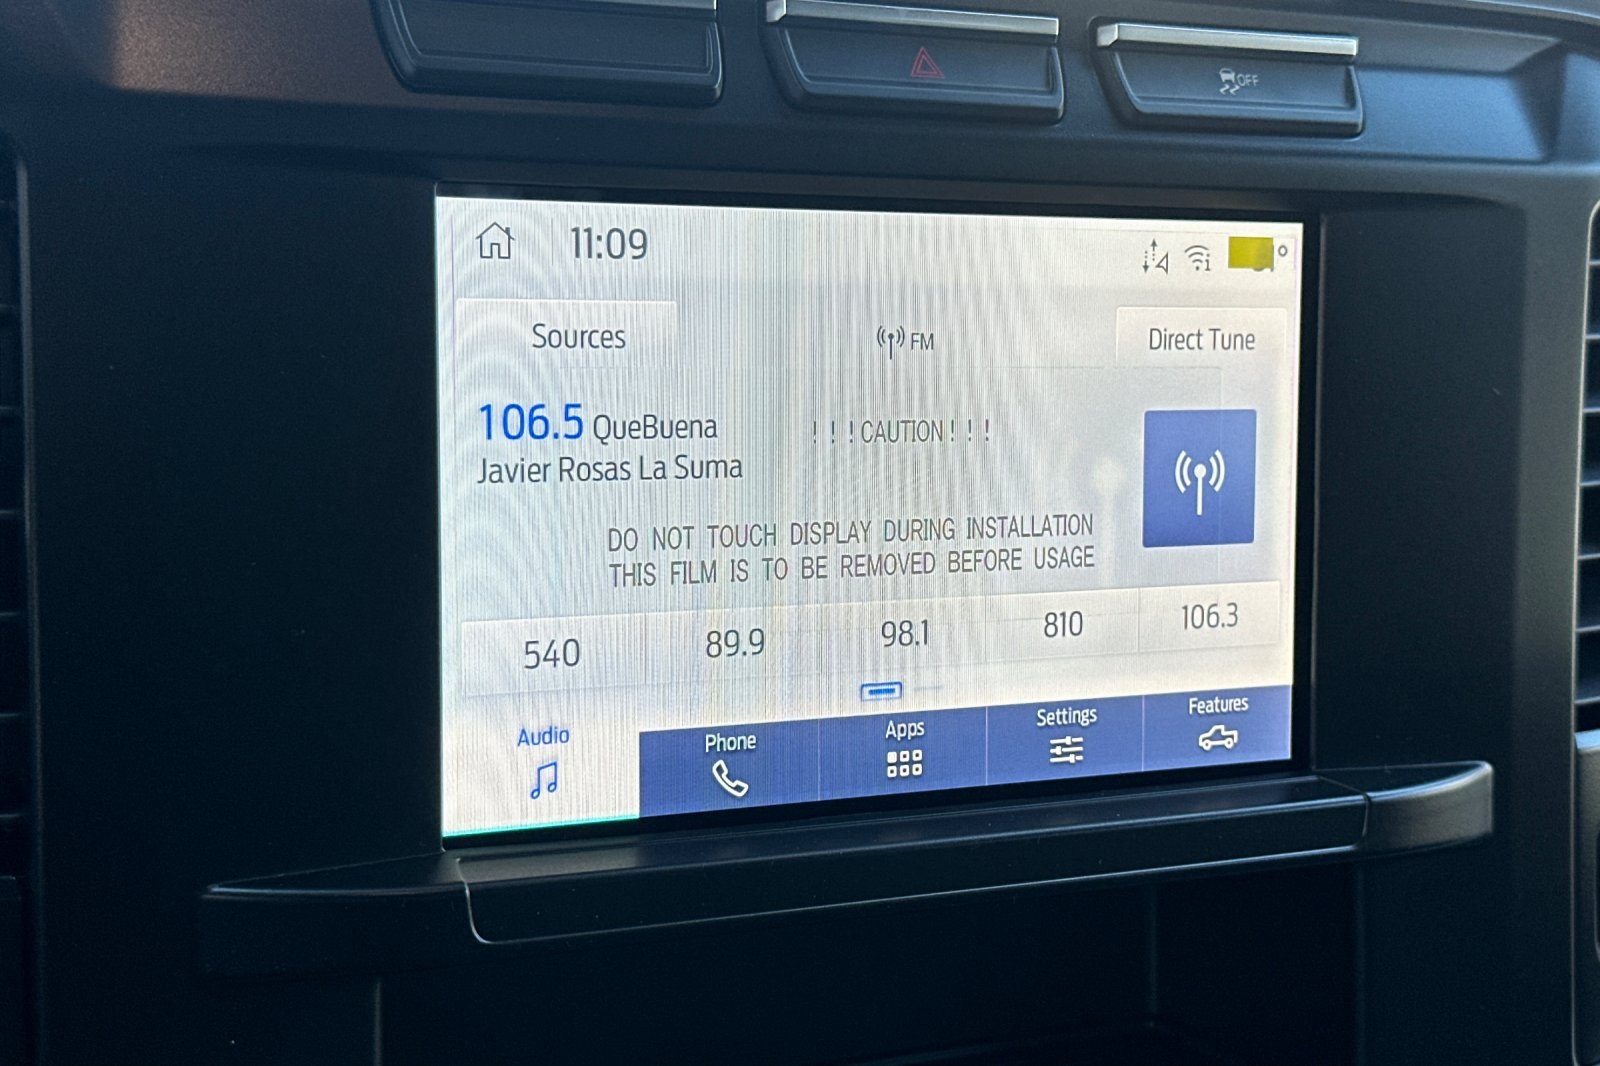 OFF
11:09
Sources
FM
Direct Tune
106.5 QueBuena
! ! ! CAUTION ! ! !
Javier Rosas La Suma
DO NOT TOUCH DISPLAY DURING INSTALLATION
THIS FILM IS TO BE REMOVED BEFORE USAGE
540 89.9 98.1 810 106.3
Audio Phone Apps Settings Features